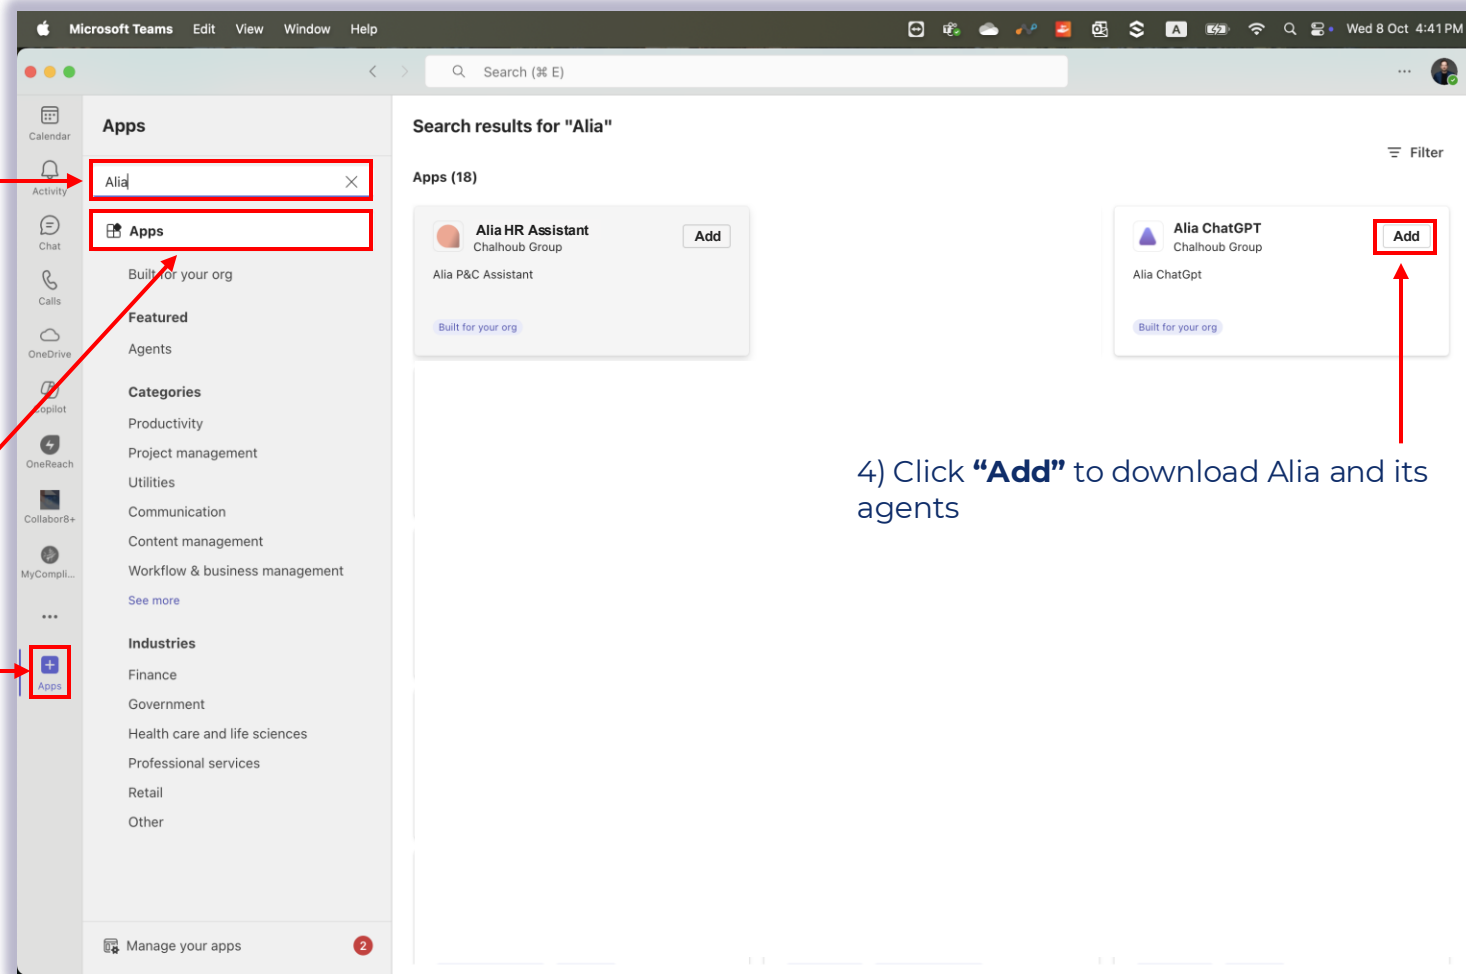 Microsoft Teams Edit View Window Help
A
Wed 8 Oct 4:41 PM
Search (⌘ E)
Calendar
Activity
Chat
Calls
OneDrive
Copilot
OneReach
Collabor8+
MyCompli...
Apps
Apps
Alia
Apps
Built for your org
Featured
Agents
Categories
Productivity
Project management
Utilities
Communication
Content management
Workflow & business management
See more
Industries
Finance
Government
Health care and life sciences
Professional services
Retail
Other
Manage your apps 2
Search results for "Alia"
Filter
Apps (18)
Alia HR Assistant
Chalhoub Group
Add
Alia P&C Assistant
Built for your org
Alia ChatGPT
Chalhoub Group
Add
Alia ChatGpt
Built for your org
4) Click “Add” to download Alia and its
agents